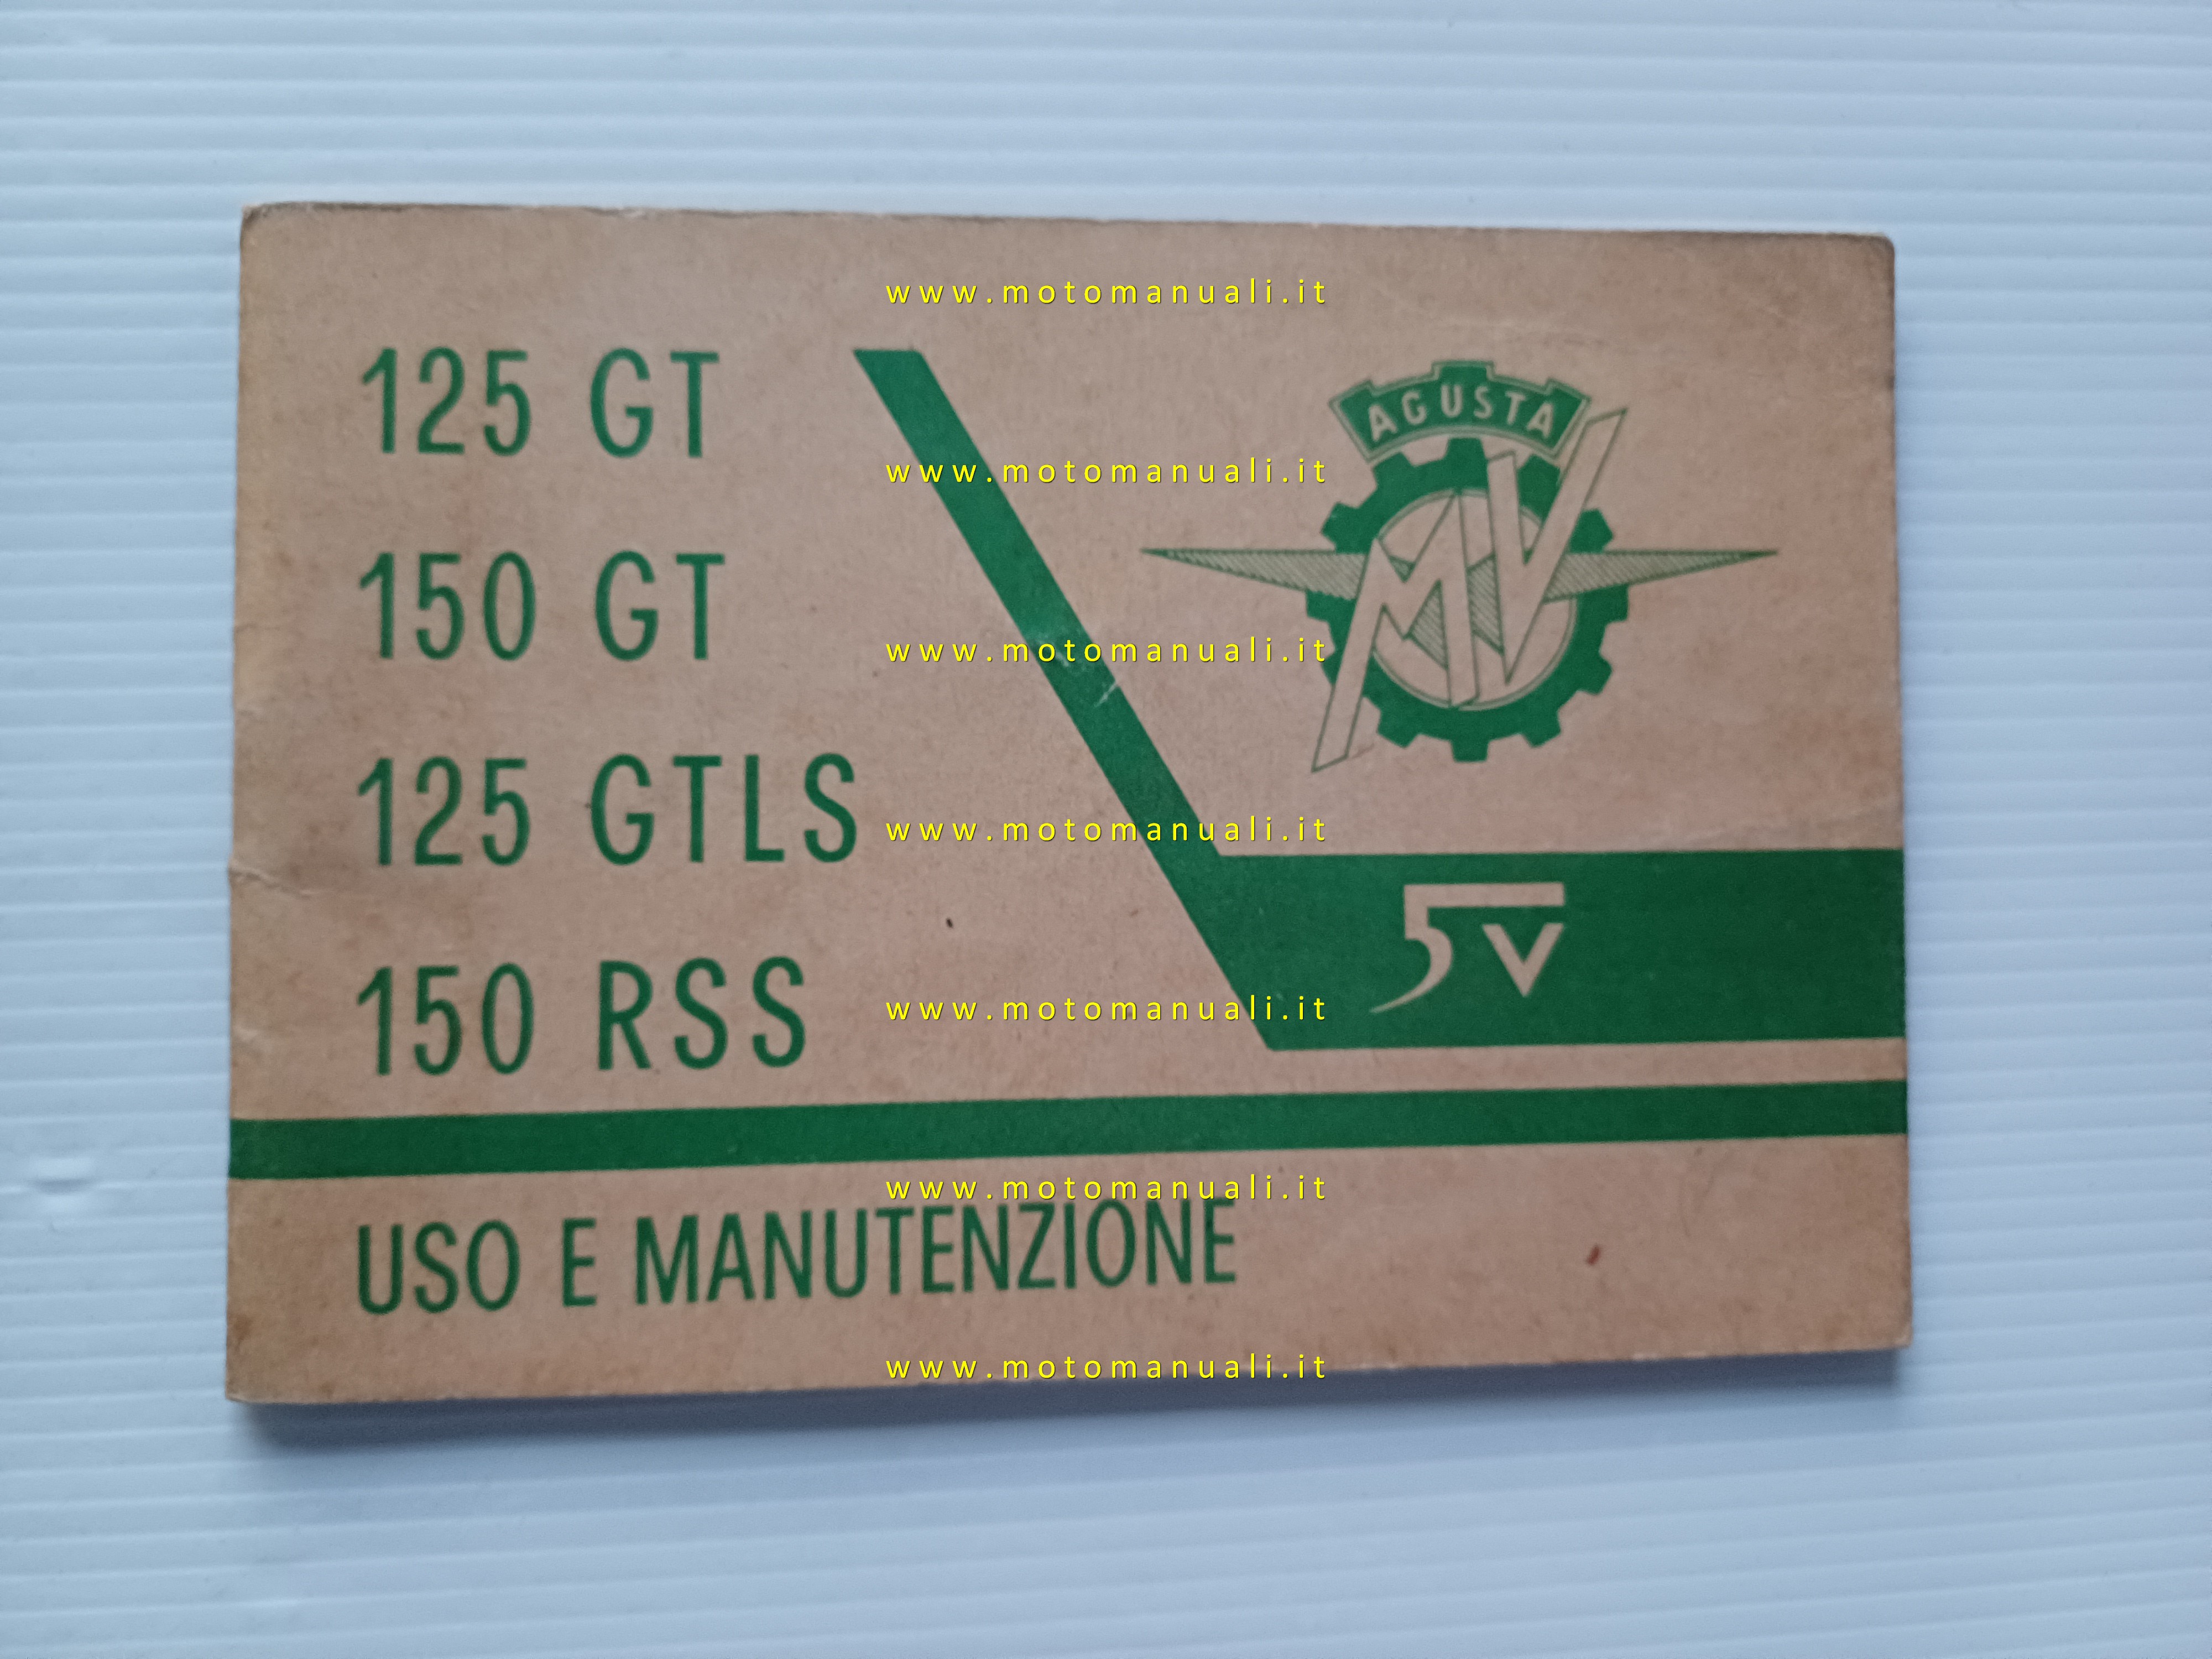 www.motomanuali.it
125 GT
AGUSTA
www.motomanuali.it
MV
150 GT
www.motomanuali.it
125 GTLS
www.motomanuali.it
5V
150 RSS
www.motomanuali.it
www.motomanuali.it
USO E MANUTENZIONE
www.motomanuali.it